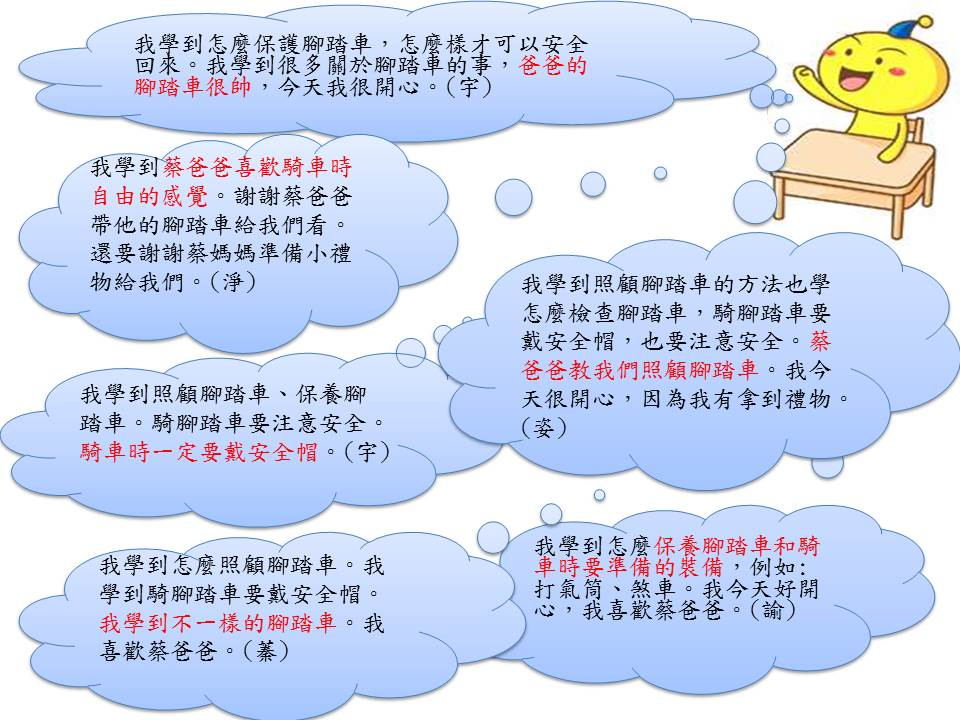 我學到怎麼保護腳踏車，怎麼樣才可以安全
回來。我學到很多關於腳踏車的事，爸爸的
腳踏車很帥，今天我很開心。(宇)
我學到蔡爸爸喜歡騎車時
自由的感覺。謝謝蔡爸爸
帶他的腳踏車給我們看。
還要謝謝蔡媽媽準備小禮
物給我們。(淨)
我學到照顧腳踏車的方法也學
怎麼檢查腳踏車，騎腳踏車要
戴安全帽，也要注意安全。蔡
爸爸教我們照顧腳踏車。我今
天很開心，因為我有拿到禮物。
(姿)
我學到照顧腳踏車、保養腳
踏車。騎腳踏車要注意安全。
騎車時一定要戴安全帽。(宇)
我學到怎麼保養腳踏車和騎
車時要準備的裝備，例如:
打氣筒、煞車。我今天好開
心，我喜歡蔡爸爸。(諭)
我學到怎麼照顧腳踏車。我
學到騎腳踏車要戴安全帽。
我學到不一樣的腳踏車。我
喜歡蔡爸爸。(蓁)